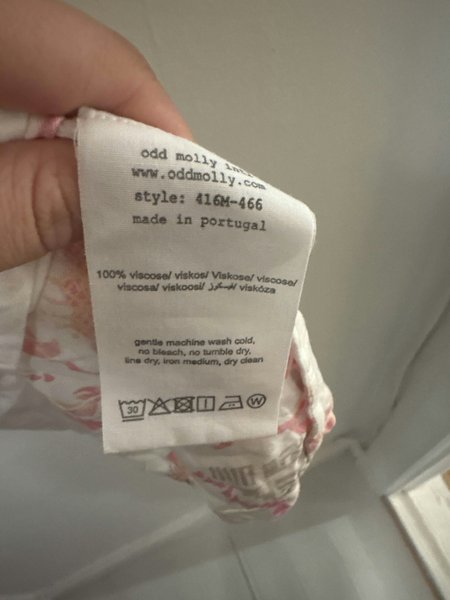 odd molly
www.oddmolly.com
style: 416M-466
made in portugal
100% viscose/ viskos/ Viskose/ viscose/
viscosa/ viskoosi/ viskóza
gentle machine wash cold,
no bleach, no tumble dry,
line dry, iron medium, dry clean
30 W